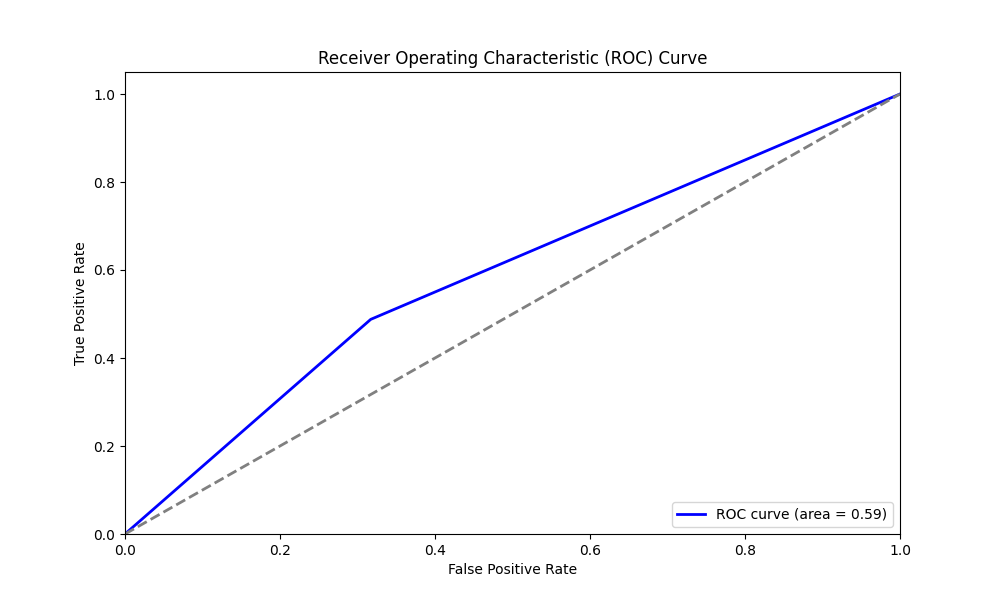 Receiver Operating Characteristic (ROC) Curve
True Positive Rate
1.0
0.8
0.6
0.4
0.2
0.0
0.0 0.2 0.4 0.6 0.8 1.0
False Positive Rate
ROC curve (area = 0.59)